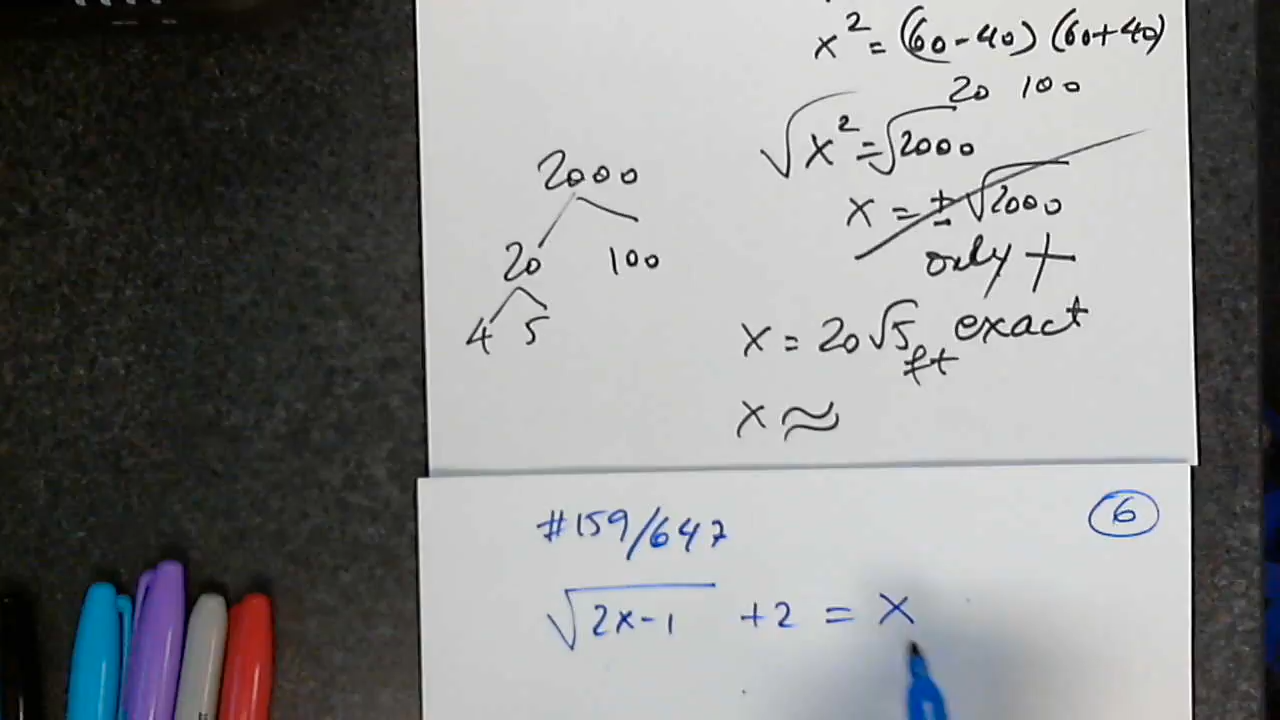 x² = (60-40) (60+40)
20 100
√x² = √2000
x = ± √2000
only +
x = 20√5 ft exact
x ≈
2000
20 100
4 5
#159/647
6
√2x-1 +2 = x